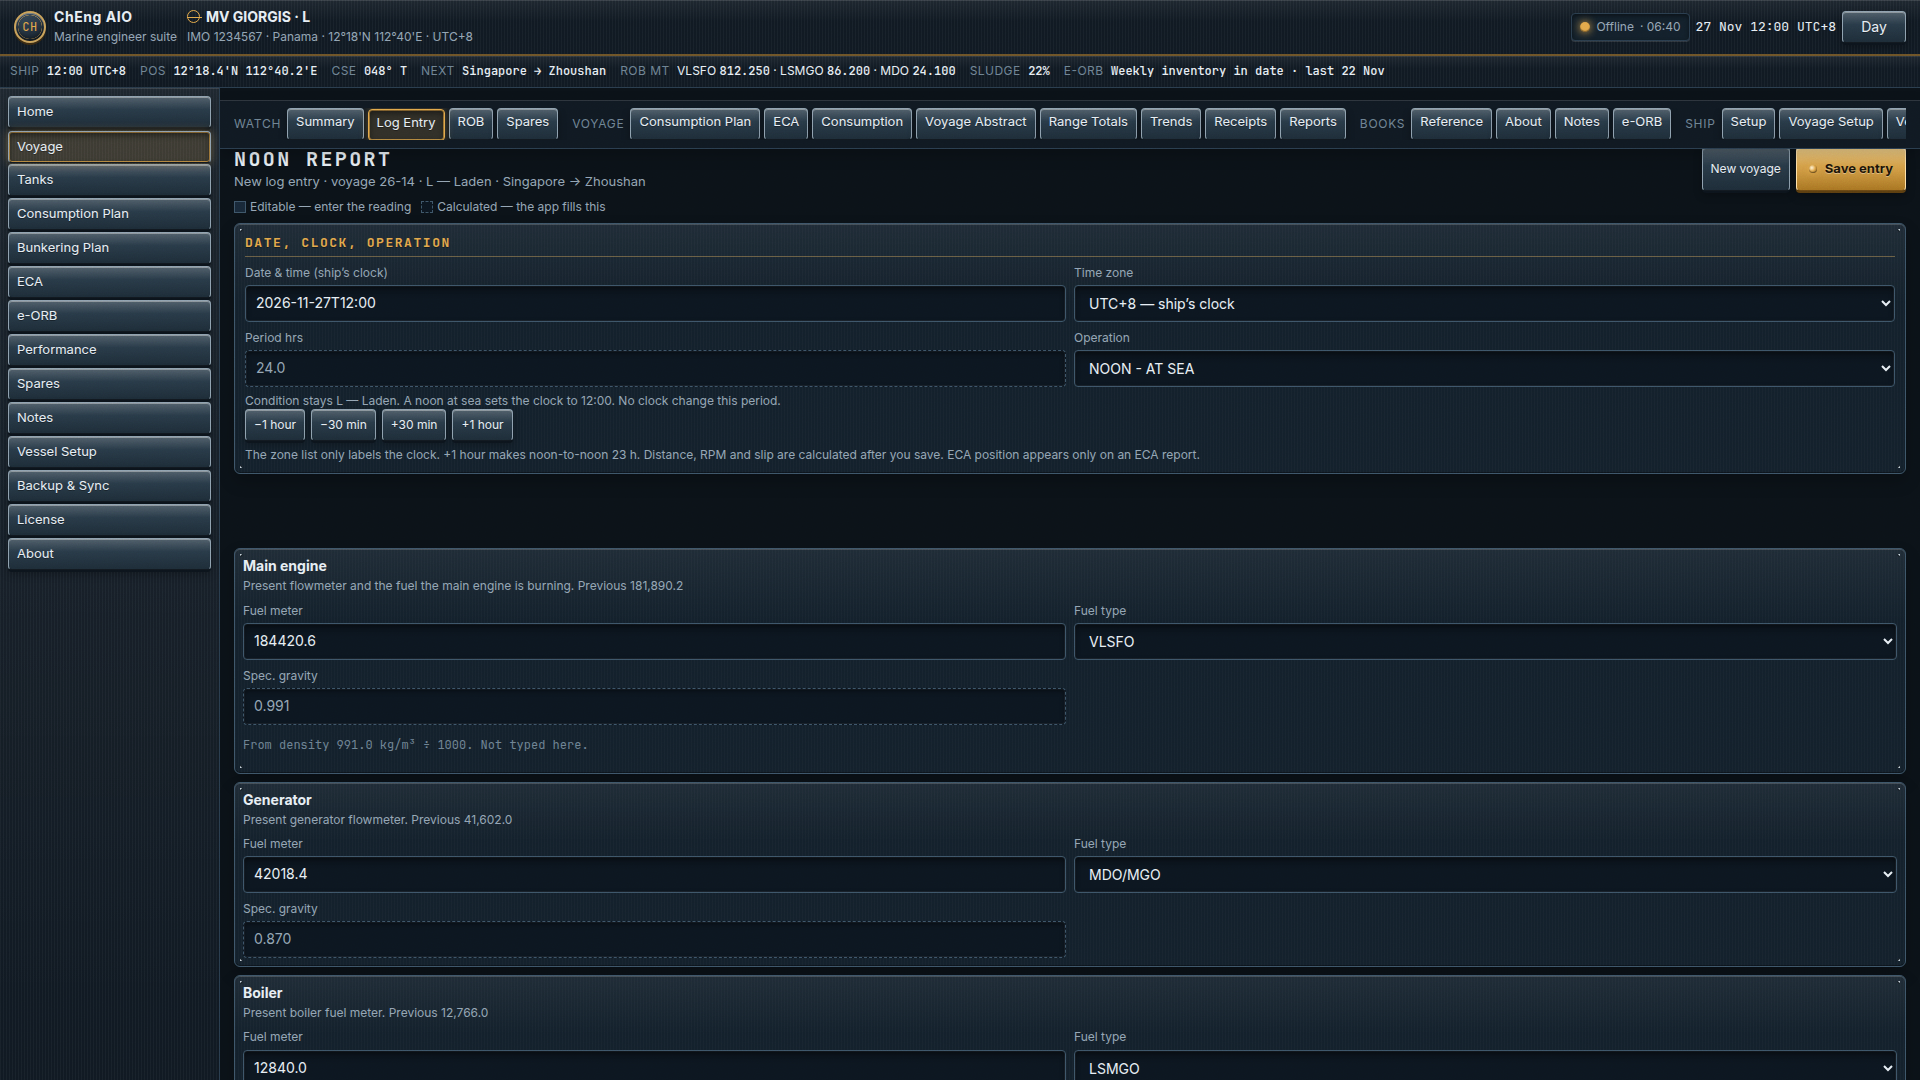 CH ChEng AIO MV GIORGIS · L Offline · 06:40 27 Nov 12:00 UTC+8 Day
Marine engineer suite IMO 1234567 · Panama · 12°18'N 112°40'E · UTC+8
SHIP 12:00 UTC+8 POS 12°18.4'N 112°40.2'E CSE 048° T NEXT Singapore → Zhoushan ROB MT VLSFO 812.250 · LSMGO 86.200 · MDO 24.100 SLUDGE 22% E-ORB Weekly inventory in date · last 22 Nov
Home
Voyage
Tanks
Consumption Plan
Bunkering Plan
ECA
e-ORB
Performance
Spares
Notes
Vessel Setup
Backup & Sync
License
About
WATCH Summary Log Entry ROB Spares VOYAGE Consumption Plan ECA Consumption Voyage Abstract Range Totals Trends Receipts Reports BOOKS Reference About Notes e-ORB SHIP Setup Voyage Setup
NOON REPORT
New log entry · voyage 26-14 · L — Laden · Singapore → Zhoushan
New voyage Save entry
Editable — enter the reading Calculated — the app fills this
DATE, CLOCK, OPERATION
Date & time (ship's clock) Time zone
2026-11-27T12:00 UTC+8 — ship's clock
Period hrs Operation
24.0 NOON - AT SEA
Condition stays L — Laden. A noon at sea sets the clock to 12:00. No clock change this period.
−1 hour −30 min +30 min +1 hour
The zone list only labels the clock. +1 hour makes noon-to-noon 23 h. Distance, RPM and slip are calculated after you save. ECA position appears only on an ECA report.
Main engine
Present flowmeter and the fuel the main engine is burning. Previous 181,890.2
Fuel meter Fuel type
184420.6 VLSFO
Spec. gravity
0.991
From density 991.0 kg/m³ ÷ 1000. Not typed here.
Generator
Present generator flowmeter. Previous 41,602.0
Fuel meter Fuel type
42018.4 MDO/MGO
Spec. gravity
0.870
Boiler
Present boiler fuel meter. Previous 12,766.0
Fuel meter Fuel type
12840.0 LSMGO